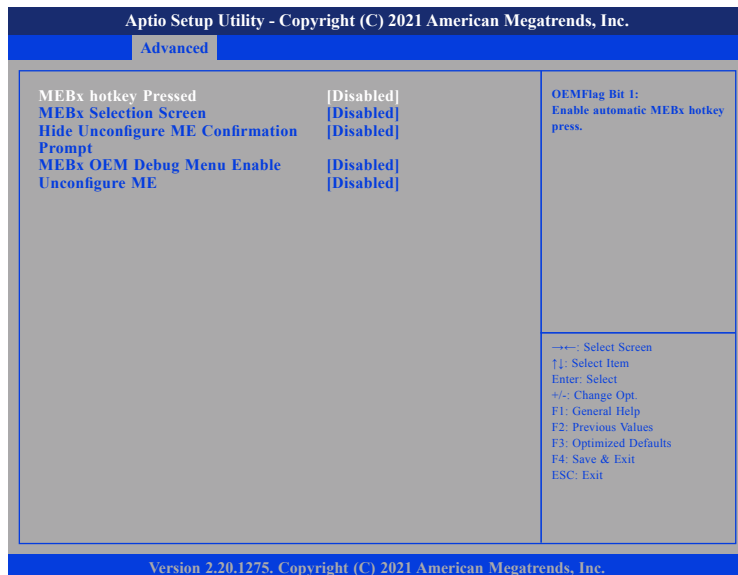 Aptio Setup Utility - Copyright (C) 2021 American Megatrends, Inc.
Advanced
MEBx hotkey Pressed [Disabled]
MEBx Selection Screen [Disabled]
Hide Unconfigure ME Confirmation [Disabled]
Prompt
MEBx OEM Debug Menu Enable [Disabled]
Unconfigure ME [Disabled]
OEMFlag Bit 1:
Enable automatic MEBx hotkey
press.
→←: Select Screen
↑↓: Select Item
Enter: Select
+/-: Change Opt.
F1: General Help
F2: Previous Values
F3: Optimized Defaults
F4: Save & Exit
ESC: Exit
Version 2.20.1275. Copyright (C) 2021 American Megatrends, Inc.